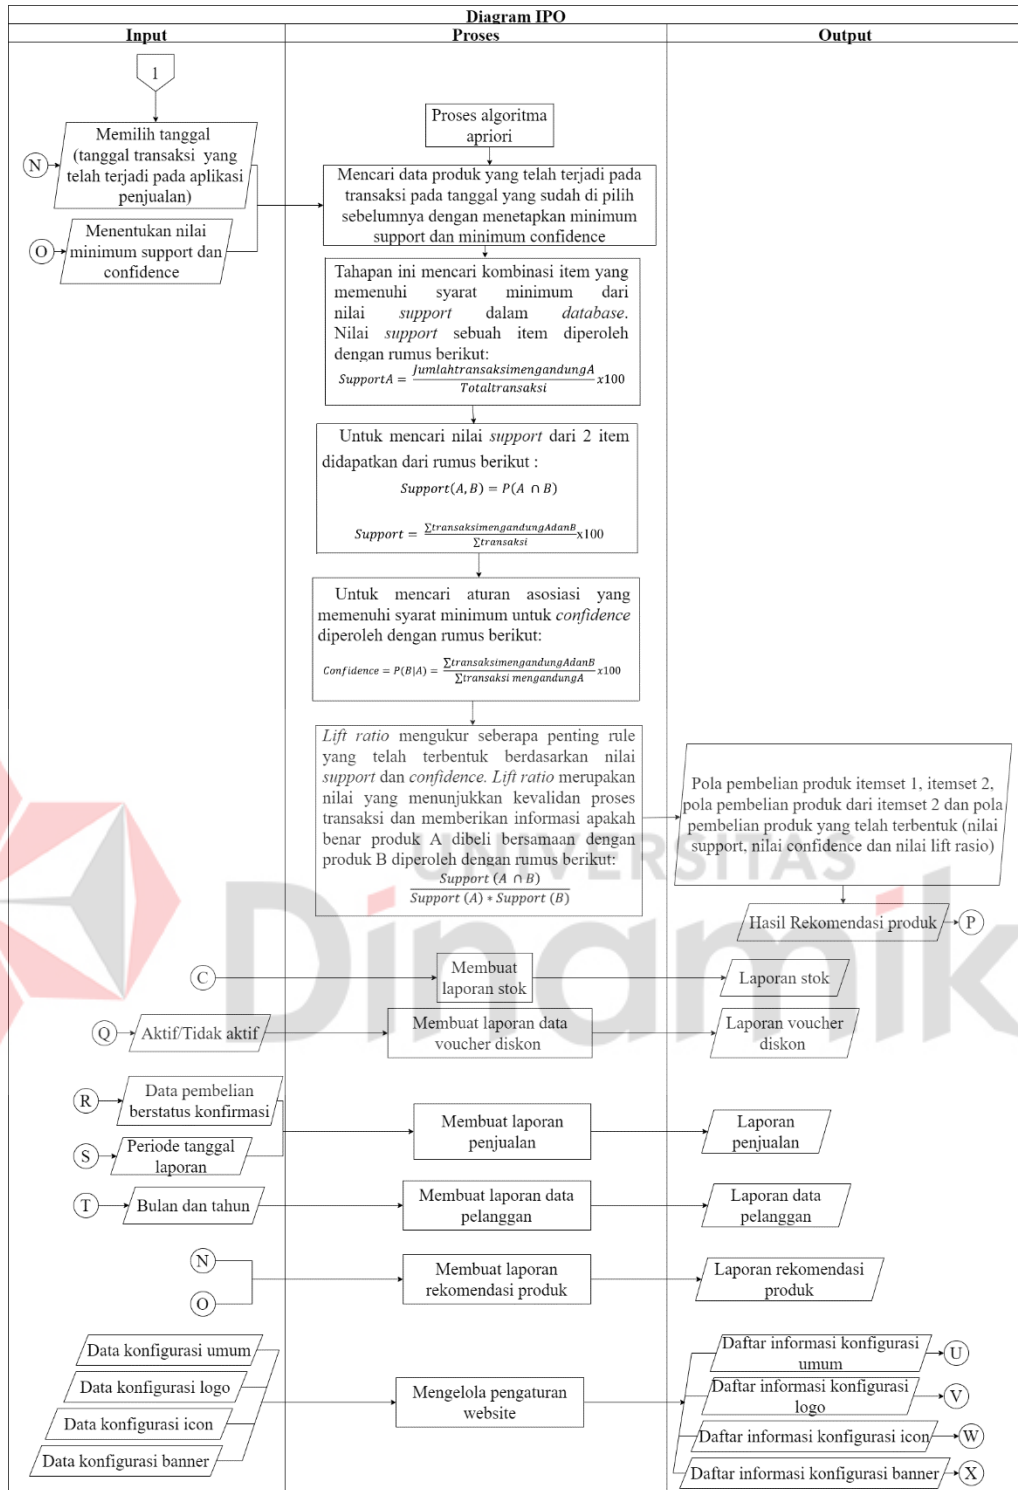 Diagram IPO
Input
Proses
Output
1
Memilih tanggal
(tanggal transaksi yang
telah terjadi pada aplikasi
penjualan)
N
Menentukan nilai
minimum support dan
confidence
O
Proses algoritma
apriori
Mencari data produk yang telah terjadi pada
transaksi pada tanggal yang sudah di pilih
sebelumnya dengan menetapkan minimum
support dan minimum confidence
Tahapan ini mencari kombinasi item yang
memenuhi syarat minimum dari
nilai support dalam database.
Nilai support sebuah item diperoleh
dengan rumus berikut:
SupportA = JumlahtransaksimengandungA / Totaltransaksi x100
Untuk mencari nilai support dari 2 item
didapatkan dari rumus berikut :
Support(A, B) = P(A ∩ B)
Support = ∑transaksimengandungAdanB / ∑transaksi x100
Untuk mencari aturan asosiasi yang
memenuhi syarat minimum untuk confidence
diperoleh dengan rumus berikut:
Confidence = P(B|A) = ∑transaksimengandungAdanB / ∑transaksi mengandungA x100
Lift ratio mengukur seberapa penting rule
yang telah terbentuk berdasarkan nilai
support dan confidence. Lift ratio merupakan
nilai yang menunjukkan kevalidan proses
transaksi dan memberikan informasi apakah
benar produk A dibeli bersamaan dengan
produk B diperoleh dengan rumus berikut:
Support (A ∩ B)
Support (A) * Support (B)
Pola pembelian produk itemset 1, itemset 2,
pola pembelian produk dari itemset 2 dan pola
pembelian produk yang telah terbentuk (nilai
support, nilai confidence dan nilai lift rasio)
Hasil Rekomendasi produk
P
UNIVERSITAS
Dinamika
C
Membuat
laporan stok
Laporan stok
Q
Aktif/Tidak aktif
Membuat laporan data
voucher diskon
Laporan voucher
diskon
R
Data pembelian
berstatus konfirmasi
S
Periode tanggal
laporan
Membuat laporan
penjualan
Laporan
penjualan
T
Bulan dan tahun
Membuat laporan data
pelanggan
Laporan data
pelanggan
N
O
Membuat laporan
rekomendasi produk
Laporan rekomendasi
produk
Data konfigurasi umum
Data konfigurasi logo
Data konfigurasi icon
Data konfigurasi banner
Mengelola pengaturan
website
Daftar informasi konfigurasi
umum
U
Daftar informasi konfigurasi
logo
V
Daftar informasi konfigurasi icon
W
Daftar informasi konfigurasi banner
X